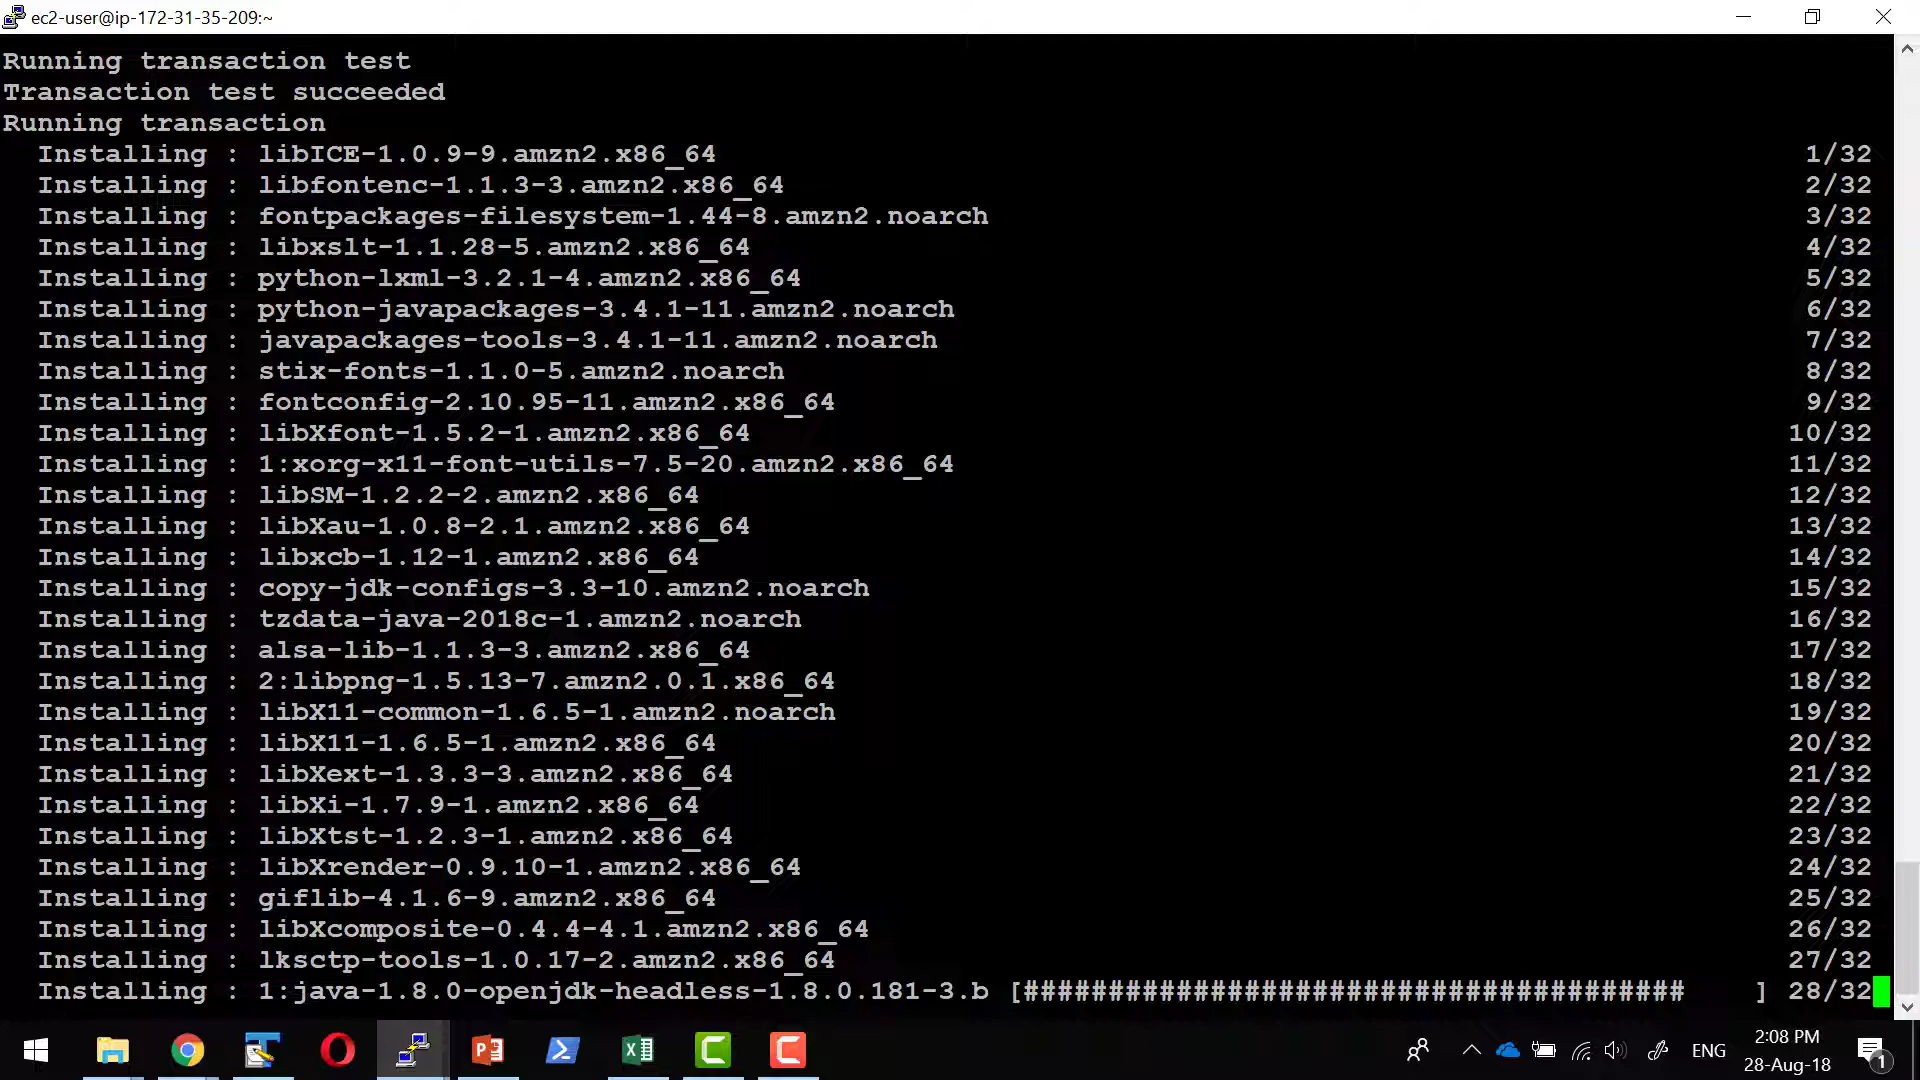 ec2-user@ip-172-31-35-209:~
Running transaction test
Transaction test succeeded
Running transaction
Installing : libICE-1.0.9-9.amzn2.x86_64 1/32
Installing : libfontenc-1.1.3-3.amzn2.x86_64 2/32
Installing : fontpackages-filesystem-1.44-8.amzn2.noarch 3/32
Installing : libxslt-1.1.28-5.amzn2.x86_64 4/32
Installing : python-lxml-3.2.1-4.amzn2.x86_64 5/32
Installing : python-javapackages-3.4.1-11.amzn2.noarch 6/32
Installing : javapackages-tools-3.4.1-11.amzn2.noarch 7/32
Installing : stix-fonts-1.1.0-5.amzn2.noarch 8/32
Installing : fontconfig-2.10.95-11.amzn2.x86_64 9/32
Installing : libXfont-1.5.2-1.amzn2.x86_64 10/32
Installing : 1:xorg-x11-font-utils-7.5-20.amzn2.x86_64 11/32
Installing : libSM-1.2.2-2.amzn2.x86_64 12/32
Installing : libXau-1.0.8-2.1.amzn2.x86_64 13/32
Installing : libxcb-1.12-1.amzn2.x86_64 14/32
Installing : copy-jdk-configs-3.3-10.amzn2.noarch 15/32
Installing : tzdata-java-2018c-1.amzn2.noarch 16/32
Installing : alsa-lib-1.1.3-3.amzn2.x86_64 17/32
Installing : 2:libpng-1.5.13-7.amzn2.0.1.x86_64 18/32
Installing : libX11-common-1.6.5-1.amzn2.noarch 19/32
Installing : libX11-1.6.5-1.amzn2.x86_64 20/32
Installing : libXext-1.3.3-3.amzn2.x86_64 21/32
Installing : libXi-1.7.9-1.amzn2.x86_64 22/32
Installing : libXtst-1.2.3-1.amzn2.x86_64 23/32
Installing : libXrender-0.9.10-1.amzn2.x86_64 24/32
Installing : giflib-4.1.6-9.amzn2.x86_64 25/32
Installing : libXcomposite-0.4.4-4.1.amzn2.x86_64 26/32
Installing : lksctp-tools-1.0.17-2.amzn2.x86_64 27/32
Installing : 1:java-1.8.0-openjdk-headless-1.8.0.181-3.b [####################################### ] 28/32
ENG
2:08 PM
28-Aug-18
1